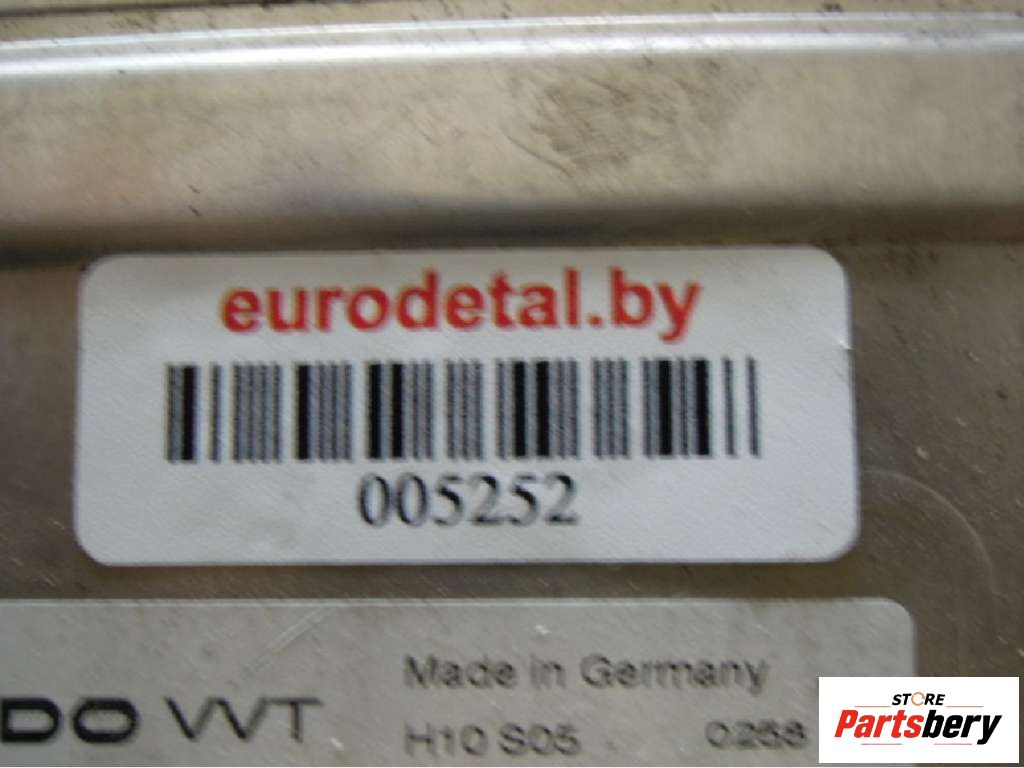 eurodetal.by
005252
Made in Germany
DO VVT
H10 S05 0258
STORE
Partsbery